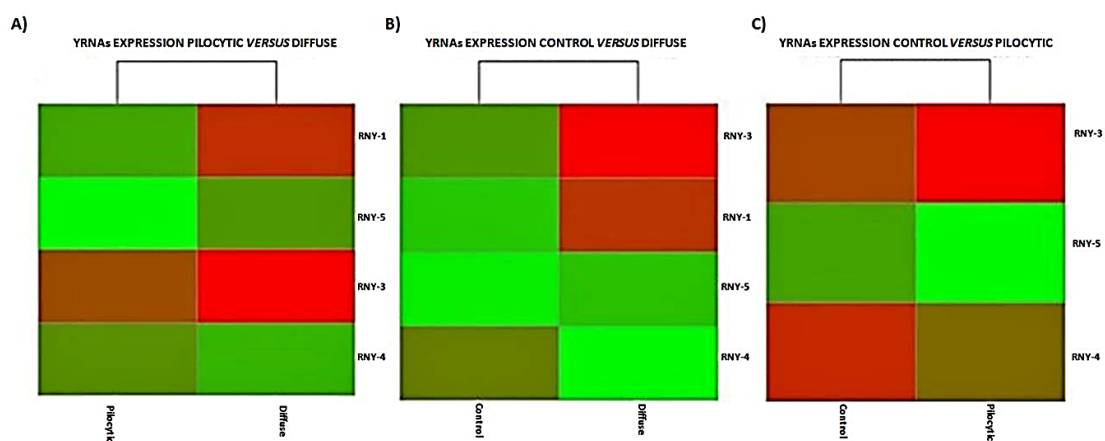 A)
YRNAs EXPRESSION PILOCYTIC VERSUS DIFFUSE
RNY-1
RNY-5
RNY-3
RNY-4
Pilocytic
Diffuse
B)
YRNAs EXPRESSION CONTROL VERSUS DIFFUSE
RNY-3
RNY-1
RNY-5
RNY-4
Control
Diffuse
C)
YRNAs EXPRESSION CONTROL VERSUS PILOCYTIC
RNY-3
RNY-5
RNY-4
Control
Pilocytic